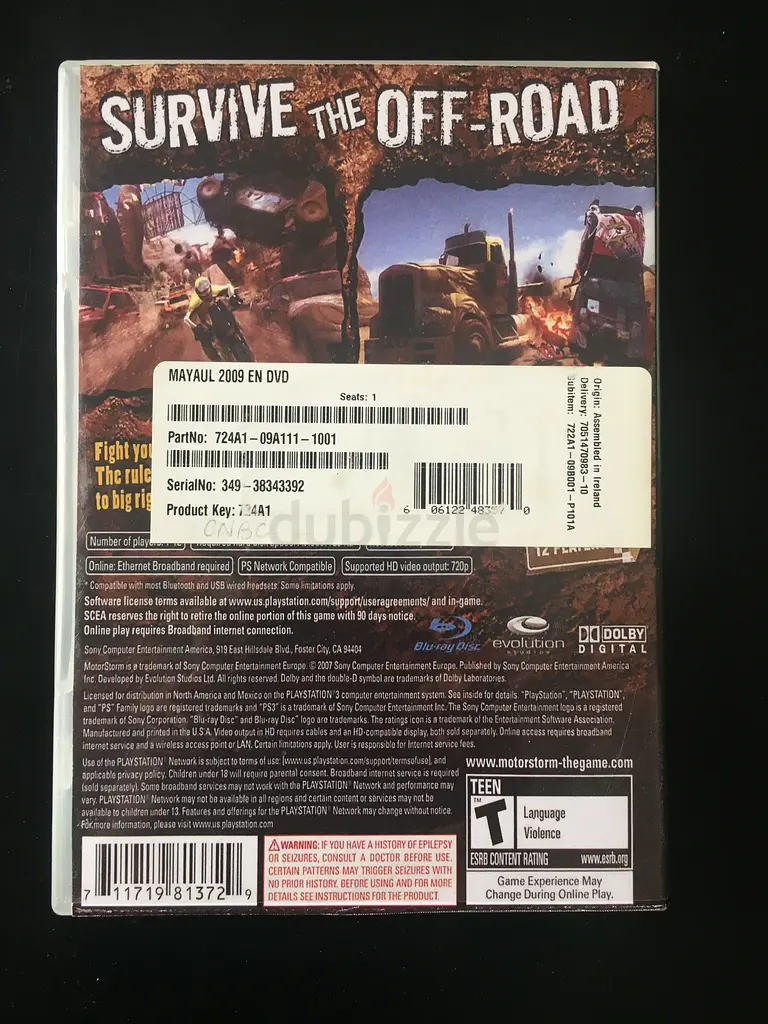 SURVIVE THE OFF-ROAD™
MAYAUL 2009 EN DVD
Seats: 1
PartNo: 724A1-09A111-1001
SerialNo: 349-38343392
Product Key: 724A1
CNBC
6 06122 48357 0
Origin: Assembled in Ireland
Delivery: 7051470983-10
Subitem: 722A1-09B001-P101A
Fight you
The rule
to big rig
dubizzle
Number of players
12 PLAYER
Online: Ethernet Broadband required
PS Network Compatible
Supported HD video output: 720p
* Compatible with most Bluetooth and USB wired headsets. Some limitations apply.
Software license terms available at www.us.playstation.com/support/useragreements/ and in-game.
SCEA reserves the right to retire the online portion of this game with 90 days notice.
Online play requires Broadband internet connection.
Blu-ray Disc
evolution
studios
DOLBY
DIGITAL
Sony Computer Entertainment America, 919 East Hillsdale Blvd., Foster City, CA 94404
MotorStorm is a trademark of Sony Computer Entertainment Europe. © 2007 Sony Computer Entertainment Europe. Published by Sony Computer Entertainment America
Inc. Developed by Evolution Studios Ltd. All rights reserved. Dolby and the double-D symbol are trademarks of Dolby Laboratories.
Licensed for distribution in North America and Mexico on the PLAYSTATION®3 computer entertainment system. See inside for details. "PlayStation", "PLAYSTATION",
and "PS" Family logo are registered trademarks and "PS3" is a trademark of Sony Computer Entertainment Inc. The Sony Computer Entertainment logo is a registered
trademark of Sony Corporation. "Blu-ray Disc" and Blu-ray Disc" logo are trademarks. The ratings icon is a trademark of the Entertainment Software Association.
Manufactured and printed in the U.S.A. Video output in HD requires cables and an HD-compatible display, both sold separately. Online access requires broadband
internet service and a wireless access point or LAN. Certain limitations apply. User is responsible for Internet service fees.
Use of the PLAYSTATION® Network is subject to terms of use: [www.us.playstation.com/support/termsofuse], and
applicable privacy policy. Children under 18 will require parental consent. Broadband internet service is required
(sold separately). Some broadband services may not work with the PLAYSTATION® Network and performance may
vary. PLAYSTATION® Network may not be available in all regions and certain content or services may not be
available to children under 13. Features and offerings for the PLAYSTATION® Network may change without notice.
For more information, please visit www.us.playstation.com
www.motorstorm-thegame.com
TEEN
T™
Language
Violence
ESRB CONTENT RATING www.esrb.org
Game Experience May
Change During Online Play.
7 11719 81372 9
WARNING: IF YOU HAVE A HISTORY OF EPILEPSY
OR SEIZURES, CONSULT A DOCTOR BEFORE USE.
CERTAIN PATTERNS MAY TRIGGER SEIZURES WITH
NO PRIOR HISTORY. BEFORE USING AND FOR MORE
DETAILS SEE INSTRUCTIONS FOR THE PRODUCT.